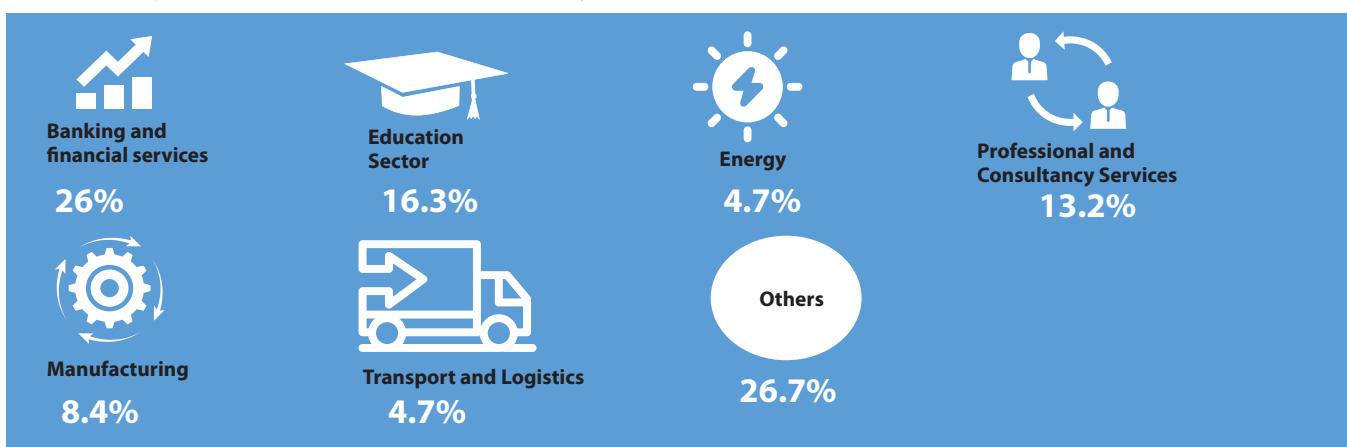 Banking and
financial services
26%
Education
Sector
16.3%
Energy
4.7%
Professional and
Consultancy Services
13.2%
Manufacturing
8.4%
Transport and Logistics
4.7%
Others
26.7%